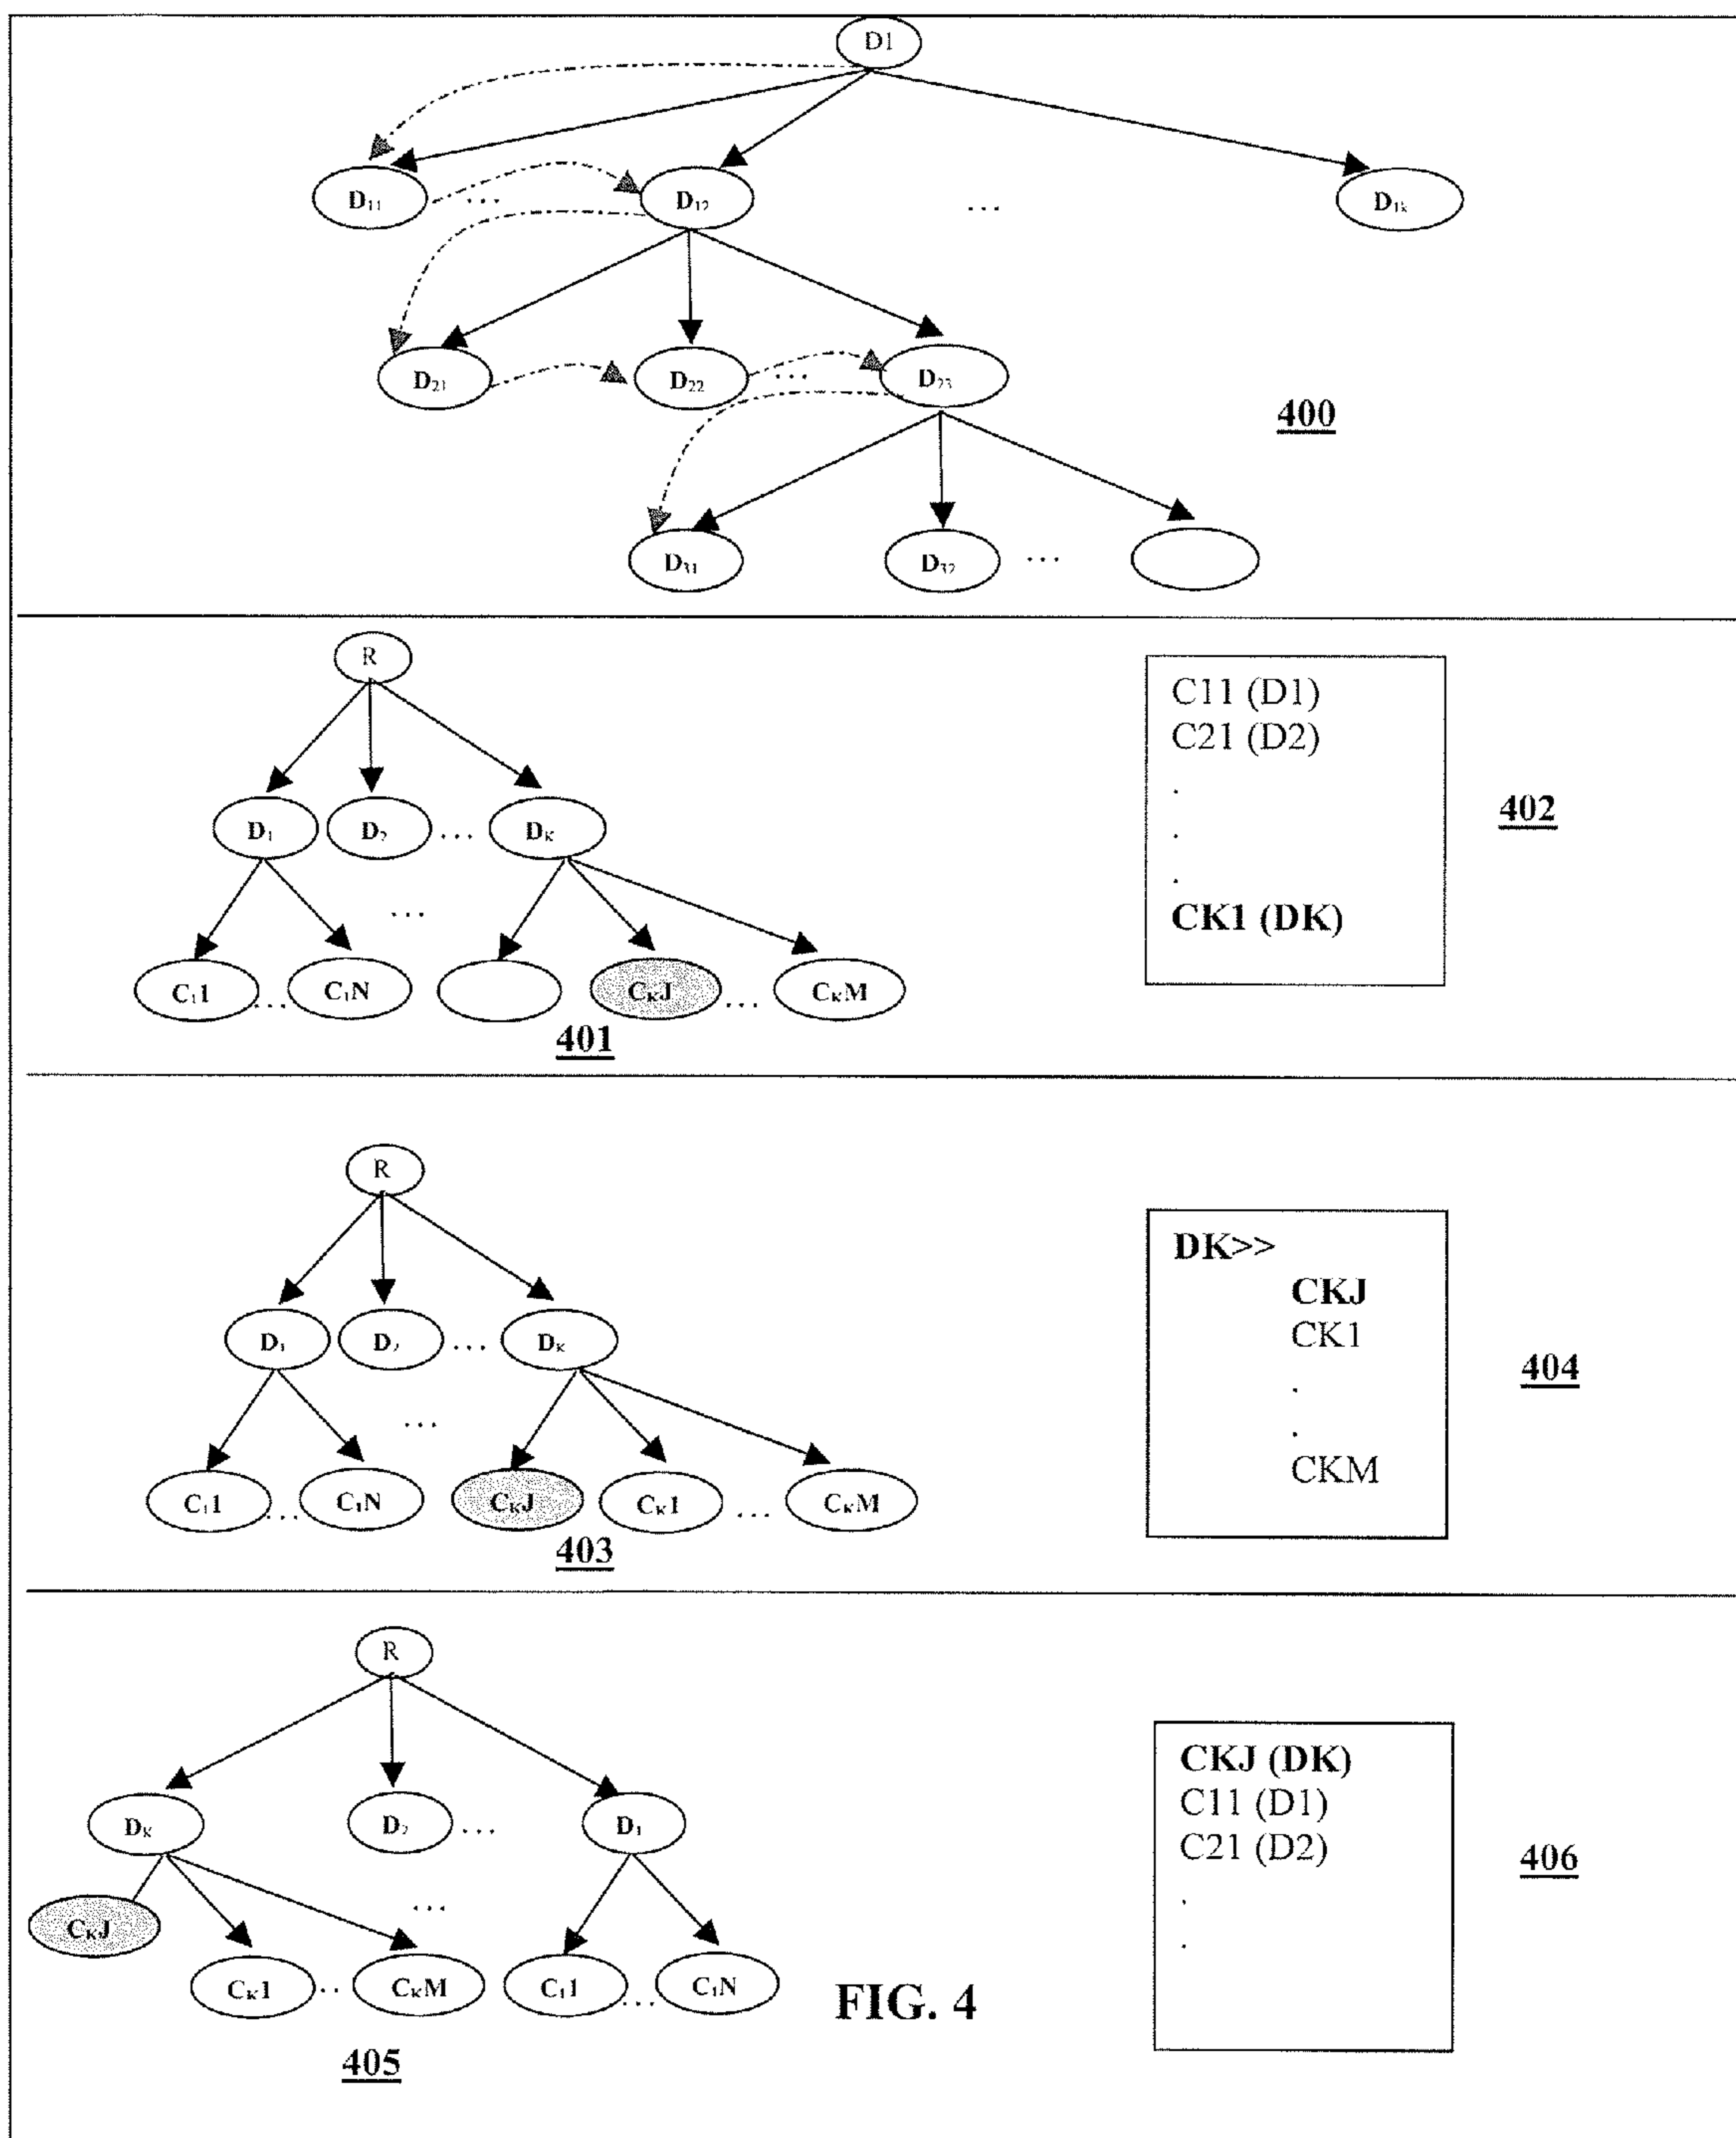 D1
D₁₁ ... D₁₂ ... D₁ₖ
D₂₁ D₂₂ ... D₂₃
400
D₃₁ D₃₂ ...
R
D₁ D₂ ... Dₖ
...
C₁1 ... C₁N CₖJ ... CₖM
401
C11 (D1)
C21 (D2)
.
.
.
CK1 (DK)
402
R
D₁ D₂ ... Dₖ
...
C₁1 ... C₁N CₖJ Cₖ1 ... CₖM
403
DK>>
CKJ
CK1
.
.
CKM
404
R
Dₖ D₂ ... D₁
CₖJ ...
Cₖ1 .. CₖM C₁1 ... C₁N
405
CKJ (DK)
C11 (D1)
C21 (D2)
.
.
406
FIG. 4